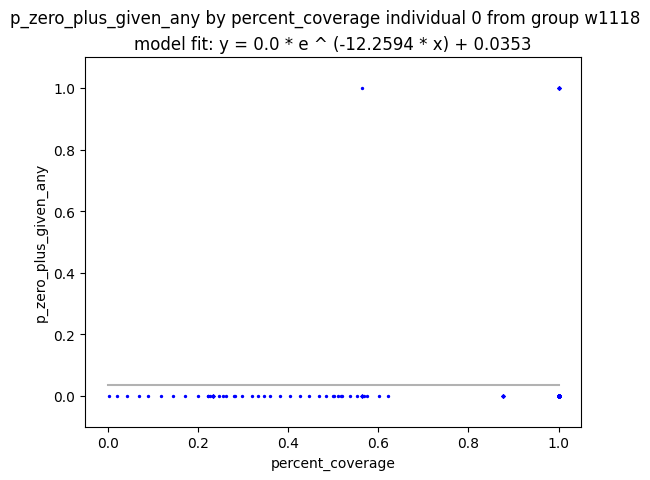 p_zero_plus_given_any by percent_coverage individual 0 from group w1118
model fit: y = 0.0 * e ^ (-12.2594 * x) + 0.0353
1.0
0.8
0.6
0.4
0.2
0.0
p_zero_plus_given_any
0.0 0.2 0.4 0.6 0.8 1.0
percent_coverage